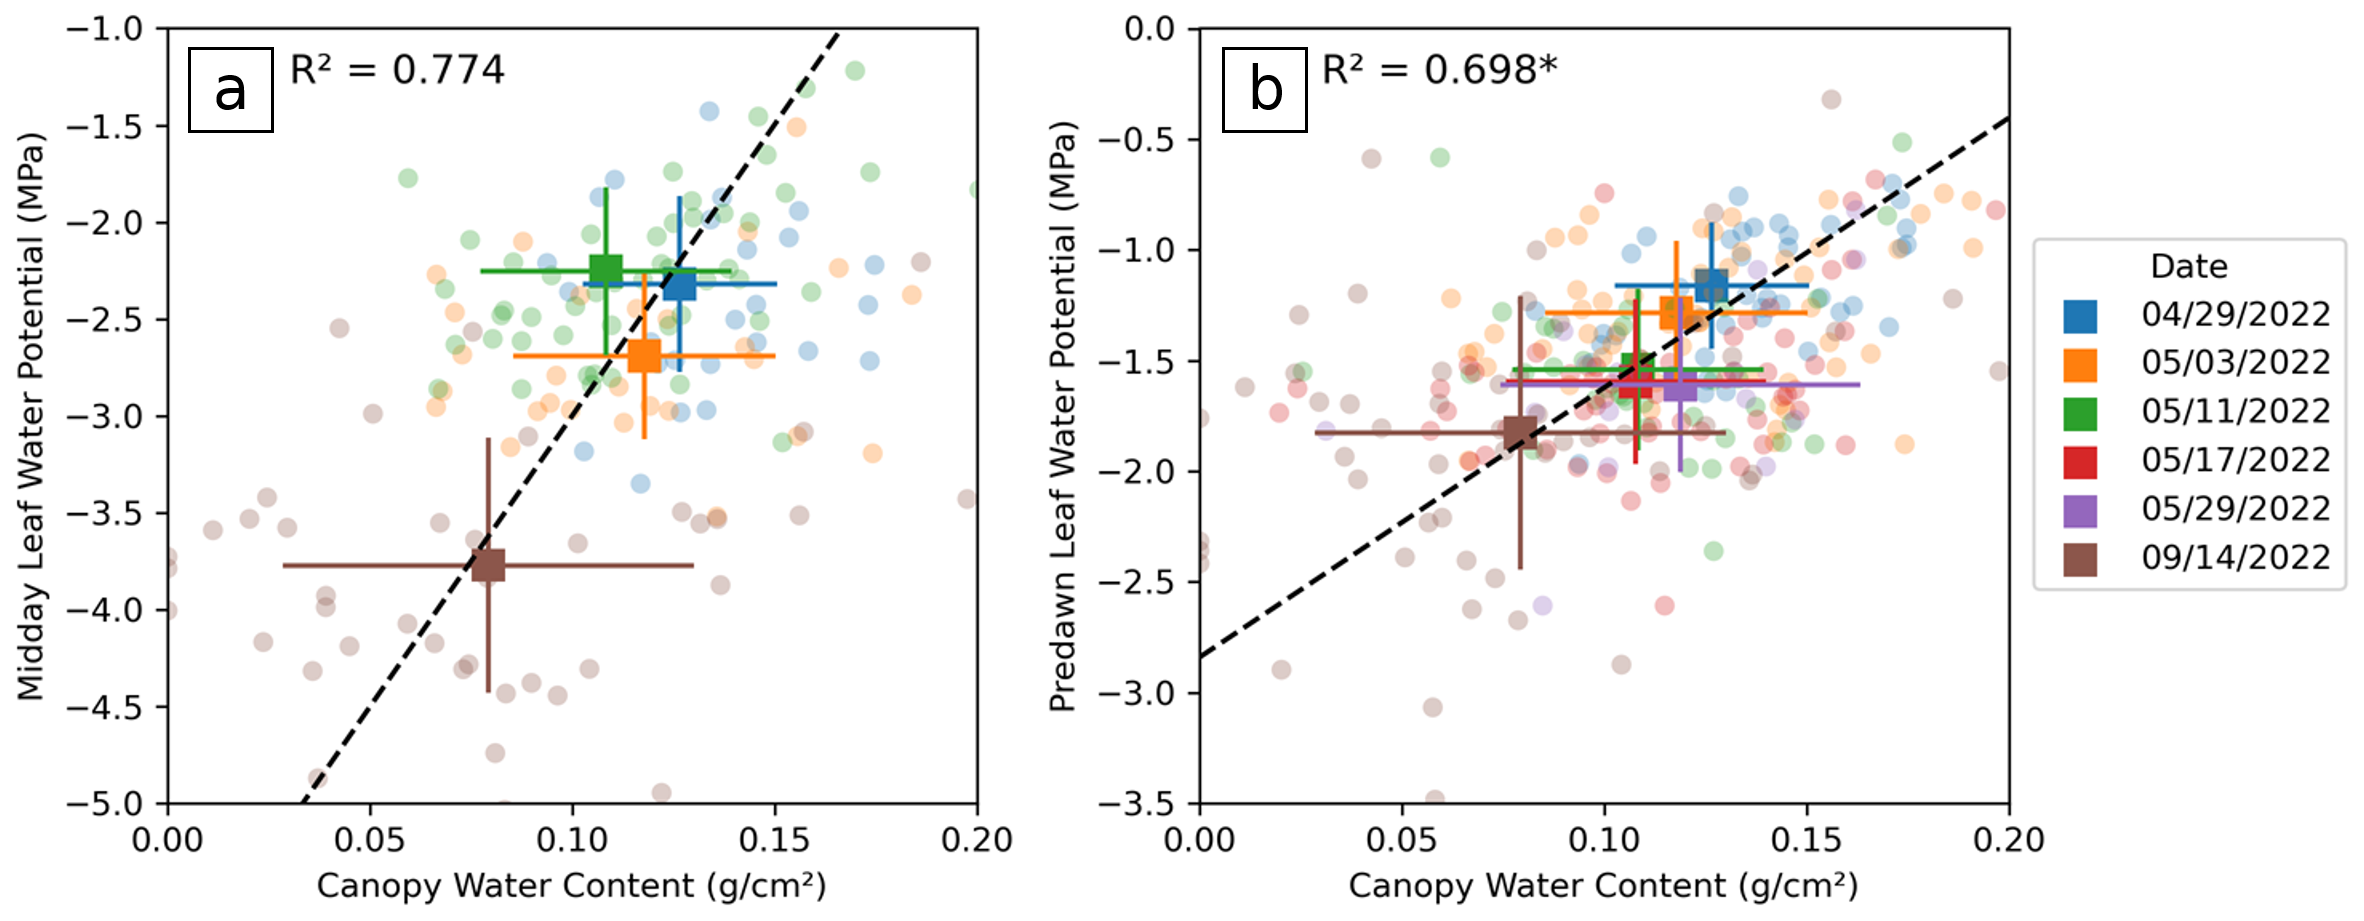 a
R² = 0.774
Midday Leaf Water Potential (MPa)
−1.0
−1.5
−2.0
−2.5
−3.0
−3.5
−4.0
−4.5
−5.0
0.00 0.05 0.10 0.15 0.20
Canopy Water Content (g/cm²)
b
R² = 0.698*
Predawn Leaf Water Potential (MPa)
0.0
−0.5
−1.0
−1.5
−2.0
−2.5
−3.0
−3.5
0.00 0.05 0.10 0.15 0.20
Canopy Water Content (g/cm²)
Date
04/29/2022
05/03/2022
05/11/2022
05/17/2022
05/29/2022
09/14/2022